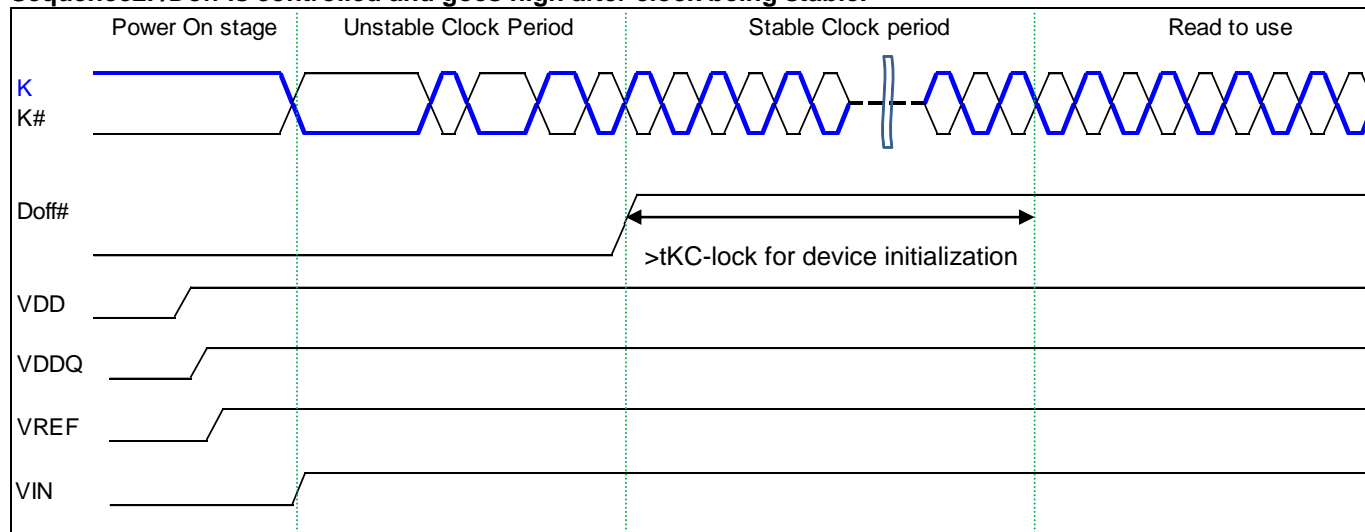 Sequence2. /Doff is controlled and goes high after clock being stable.
Power On stage Unstable Clock Period Stable Clock period Read to use
K
K#
Doff#
>tKC-lock for device initialization
VDD
VDDQ
VREF
VIN